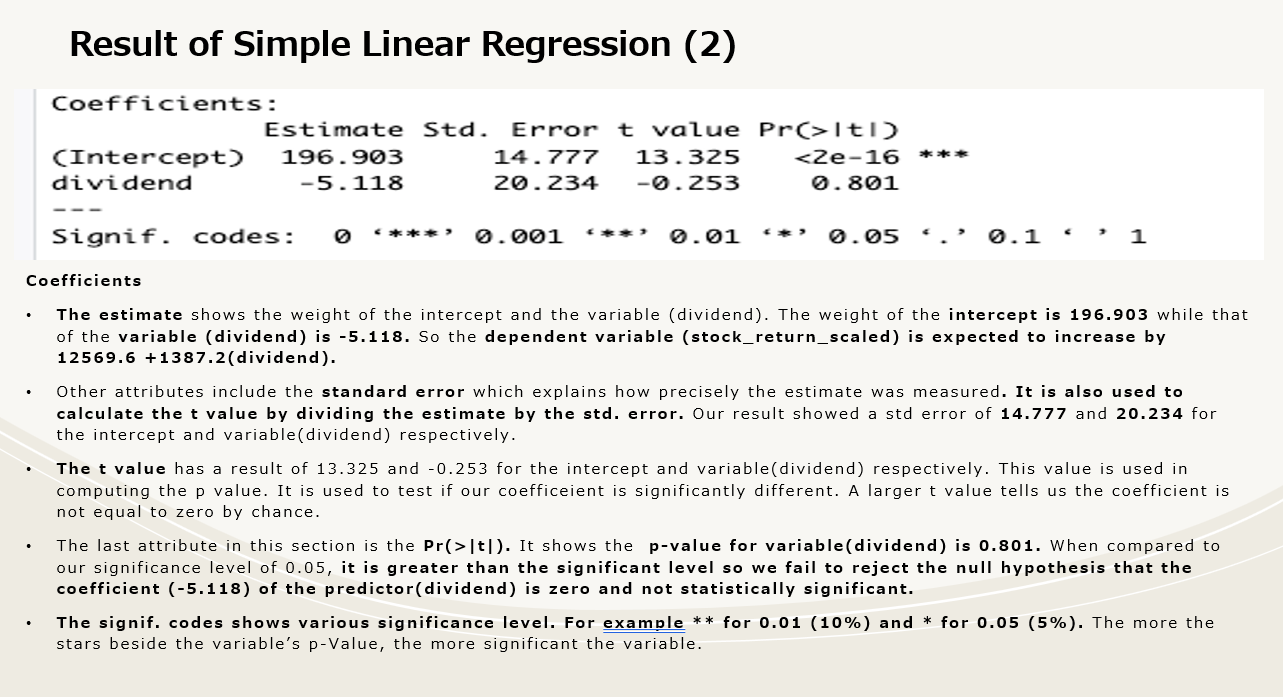 Result of Simple Linear Regression (2)
Coefficients:
Estimate Std. Error t value Pr(>|t|)
(Intercept) 196.903 14.777 13.325 <2e-16 ***
dividend -5.118 20.234 -0.253 0.801
---
Signif. codes: 0 ‘***’ 0.001 ‘**’ 0.01 ‘*’ 0.05 ‘.’ 0.1 ‘ ’ 1
Coefficients
• The estimate shows the weight of the intercept and the variable (dividend). The weight of the intercept is 196.903 while that
of the variable (dividend) is -5.118. So the dependent variable (stock_return_scaled) is expected to increase by
12569.6 +1387.2(dividend).
• Other attributes include the standard error which explains how precisely the estimate was measured. It is also used to
calculate the t value by dividing the estimate by the std. error. Our result showed a std error of 14.777 and 20.234 for
the intercept and variable(dividend) respectively.
• The t value has a result of 13.325 and -0.253 for the intercept and variable(dividend) respectively. This value is used in
computing the p value. It is used to test if our coefficeient is significantly different. A larger t value tells us the coefficient is
not equal to zero by chance.
• The last attribute in this section is the Pr(>|t|). It shows the p-value for variable(dividend) is 0.801. When compared to
our significance level of 0.05, it is greater than the significant level so we fail to reject the null hypothesis that the
coefficient (-5.118) of the predictor(dividend) is zero and not statistically significant.
• The signif. codes shows various significance level. For example ** for 0.01 (10%) and * for 0.05 (5%). The more the
stars beside the variable’s p-Value, the more significant the variable.